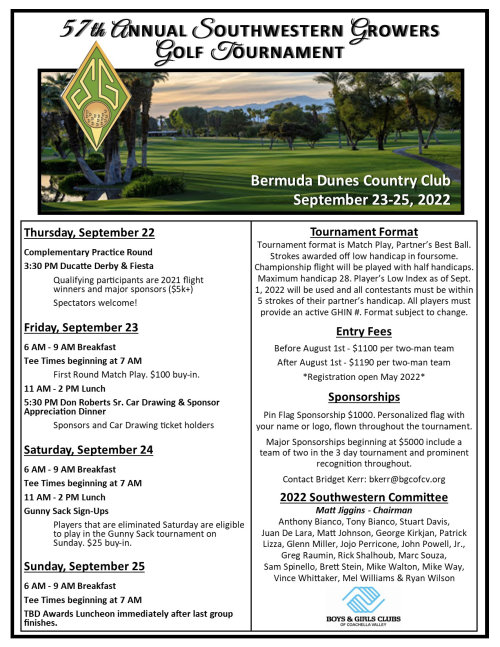 57th Annual Southwestern Growers
Golf Tournament
Bermuda Dunes Country Club
September 23-25, 2022
Thursday, September 22
Complementary Practice Round
3:30 PM Ducatte Derby & Fiesta
Qualifying participants are 2021 flight
winners and major sponsors ($5k+)
Spectators welcome!
Friday, September 23
6 AM - 9 AM Breakfast
Tee Times beginning at 7 AM
First Round Match Play. $100 buy-in.
11 AM - 2 PM Lunch
5:30 PM Don Roberts Sr. Car Drawing & Sponsor
Appreciation Dinner
Sponsors and Car Drawing ticket holders
Saturday, September 24
6 AM - 9 AM Breakfast
Tee Times beginning at 7 AM
11 AM - 2 PM Lunch
Gunny Sack Sign-Ups
Players that are eliminated Saturday are eligible
to play in the Gunny Sack tournament on
Sunday. $25 buy-in.
Sunday, September 25
6 AM - 9 AM Breakfast
Tee Times beginning at 7 AM
TBD Awards Luncheon immediately after last group
finishes.
Tournament Format
Tournament format is Match Play, Partner's Best Ball.
Strokes awarded off low handicap in foursome.
Championship flight will be played with half handicaps.
Maximum handicap 28. Player's Low Index as of Sept.
1, 2022 will be used and all contestants must be within
5 strokes of their partner's handicap. All players must
provide an active GHIN #. Format subject to change.
Entry Fees
Before August 1st - $1100 per two-man team
After August 1st - $1190 per two-man team
*Registration open May 2022*
Sponsorships
Pin Flag Sponsorship $1000. Personalized flag with
your name or logo, flown throughout the tournament.
Major Sponsorships beginning at $5000 include a
team of two in the 3 day tournament and prominent
recognition throughout.
Contact Bridget Kerr: bkerr@bgcofcv.org
2022 Southwestern Committee
Matt Jiggins - Chairman
Anthony Bianco, Tony Bianco, Stuart Davis,
Juan De Lara, Matt Johnson, George Kirkjan, Patrick
Lizza, Glenn Miller, Jojo Perricone, John Powell, Jr.,
Greg Raumin, Rick Shalhoub, Marc Souza,
Sam Spinello, Brett Stein, Mike Walton, Mike Way,
Vince Whittaker, Mel Williams & Ryan Wilson
BOYS & GIRLS CLUBS
OF COACHELLA VALLEY